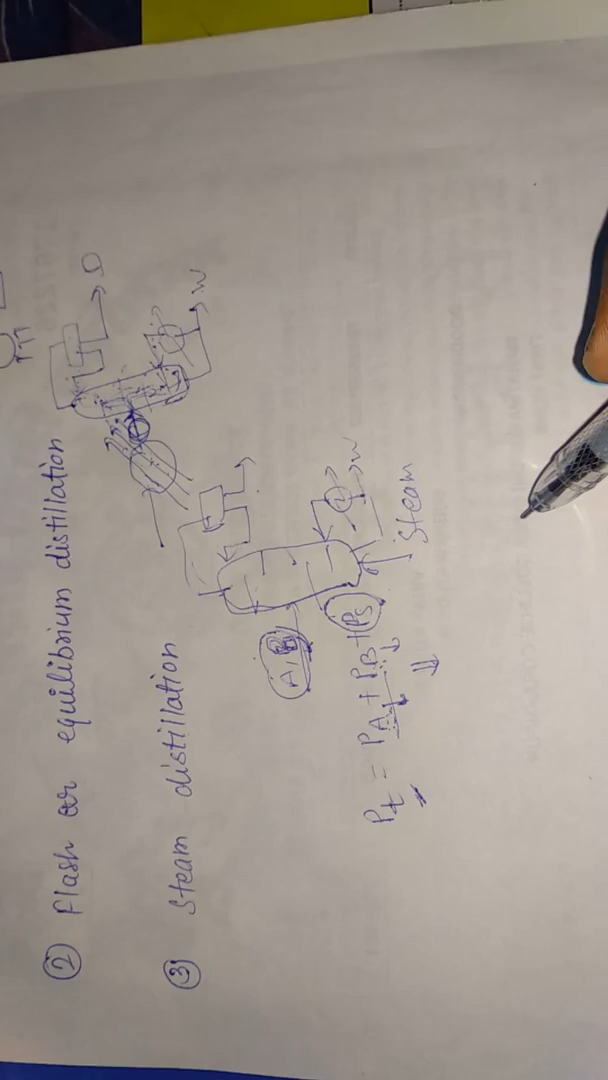 ② Flash or equilibrium distillation
D
W
③ Steam distillation
A, B
W
Steam
Pt = PA + PB + PS